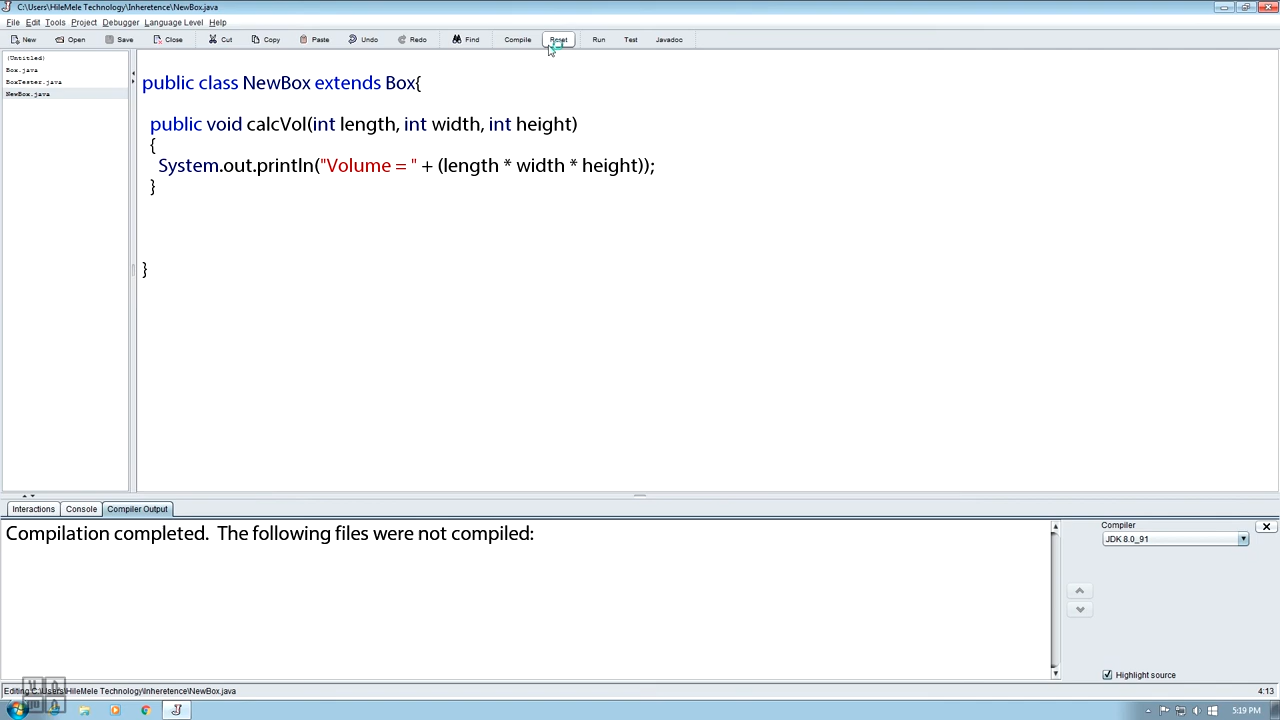 C:\Users\HileMele Technology\Inheretence\NewBox.java
File Edit Tools Project Debugger Language Level Help
New Open Save Close Cut Copy Paste Undo Redo Find Compile Reset Run Test Javadoc
(Untitled)
Box.java
BoxTester.java
NewBox.java
public class NewBox extends Box{
public void calcVol(int length, int width, int height)
{
System.out.println("Volume = " + (length * width * height));
}
}
Interactions Console Compiler Output
Compilation completed.  The following files were not compiled:
Compiler
JDK 8.0_91
Highlight source
Editing C:\Users\HileMele Technology\Inheretence\NewBox.java
4:13
5:19 PM